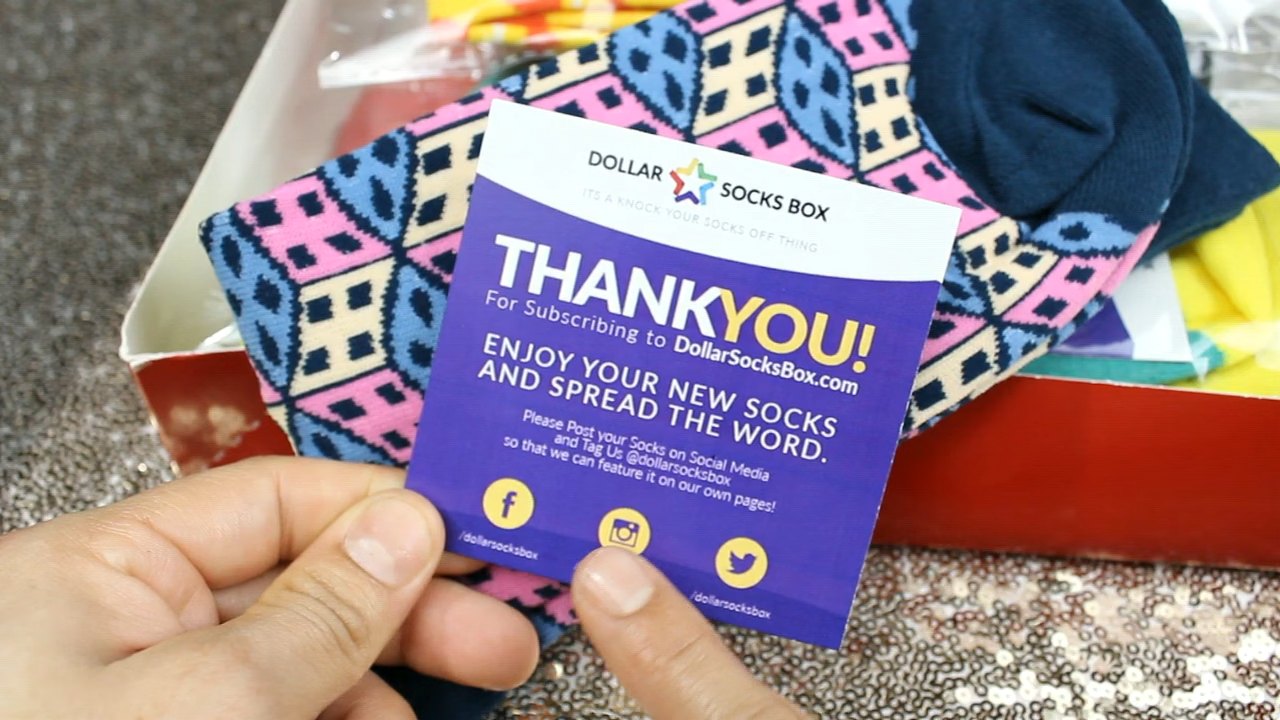 DOLLAR SOCKS BOX
ITS A KNOCK YOUR SOCKS OFF THING
THANKYOU!
For Subscribing to DollarSocksBox.com
ENJOY YOUR NEW SOCKS
AND SPREAD THE WORD.
Please Post your Socks on Social Media
and Tag Us @dollarsocksbox
so that we can feature it on our own pages!
/dollarsocksbox
/dollarsocksbox